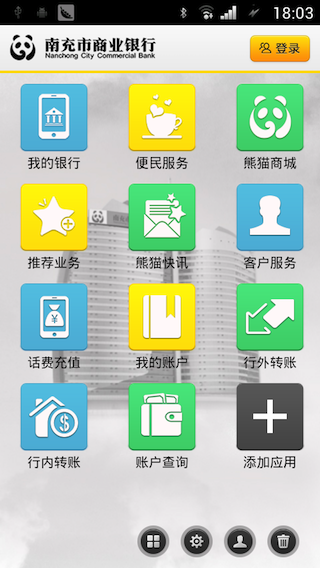 18:03
南充市商业银行
Nanchong City Commercial Bank
登录
我的银行
便民服务
熊猫商城
推荐业务
熊猫快讯
客户服务
话费充值
我的账户
行外转账
行内转账
账户查询
添加应用